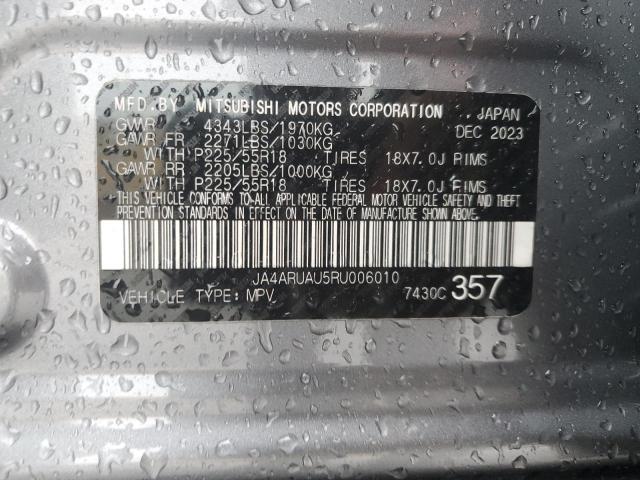 MFD. BY MITSUBISHI MOTORS CORPORATION JAPAN
GVWR 4343LBS/1970KG DEC 2023
GAWR FR 2271LBS/1030KG
WITH P225/55R18 TIRES 18X7.0J RIMS
GAWR RR 2205LBS/1000KG
WITH P225/55R18 TIRES 18X7.0J RIMS
THIS VEHICLE CONFORMS TO ALL APPLICABLE FEDERAL MOTOR VEHICLE SAFETY,
BUMPER AND THEFT PREVENTION STANDARDS IN EFFECT ON THE DATE
OF MANUFACTURE SHOWN ABOVE.
JA4ARUAU5RU006010
VEHICLE TYPE: MPV 7430C 357